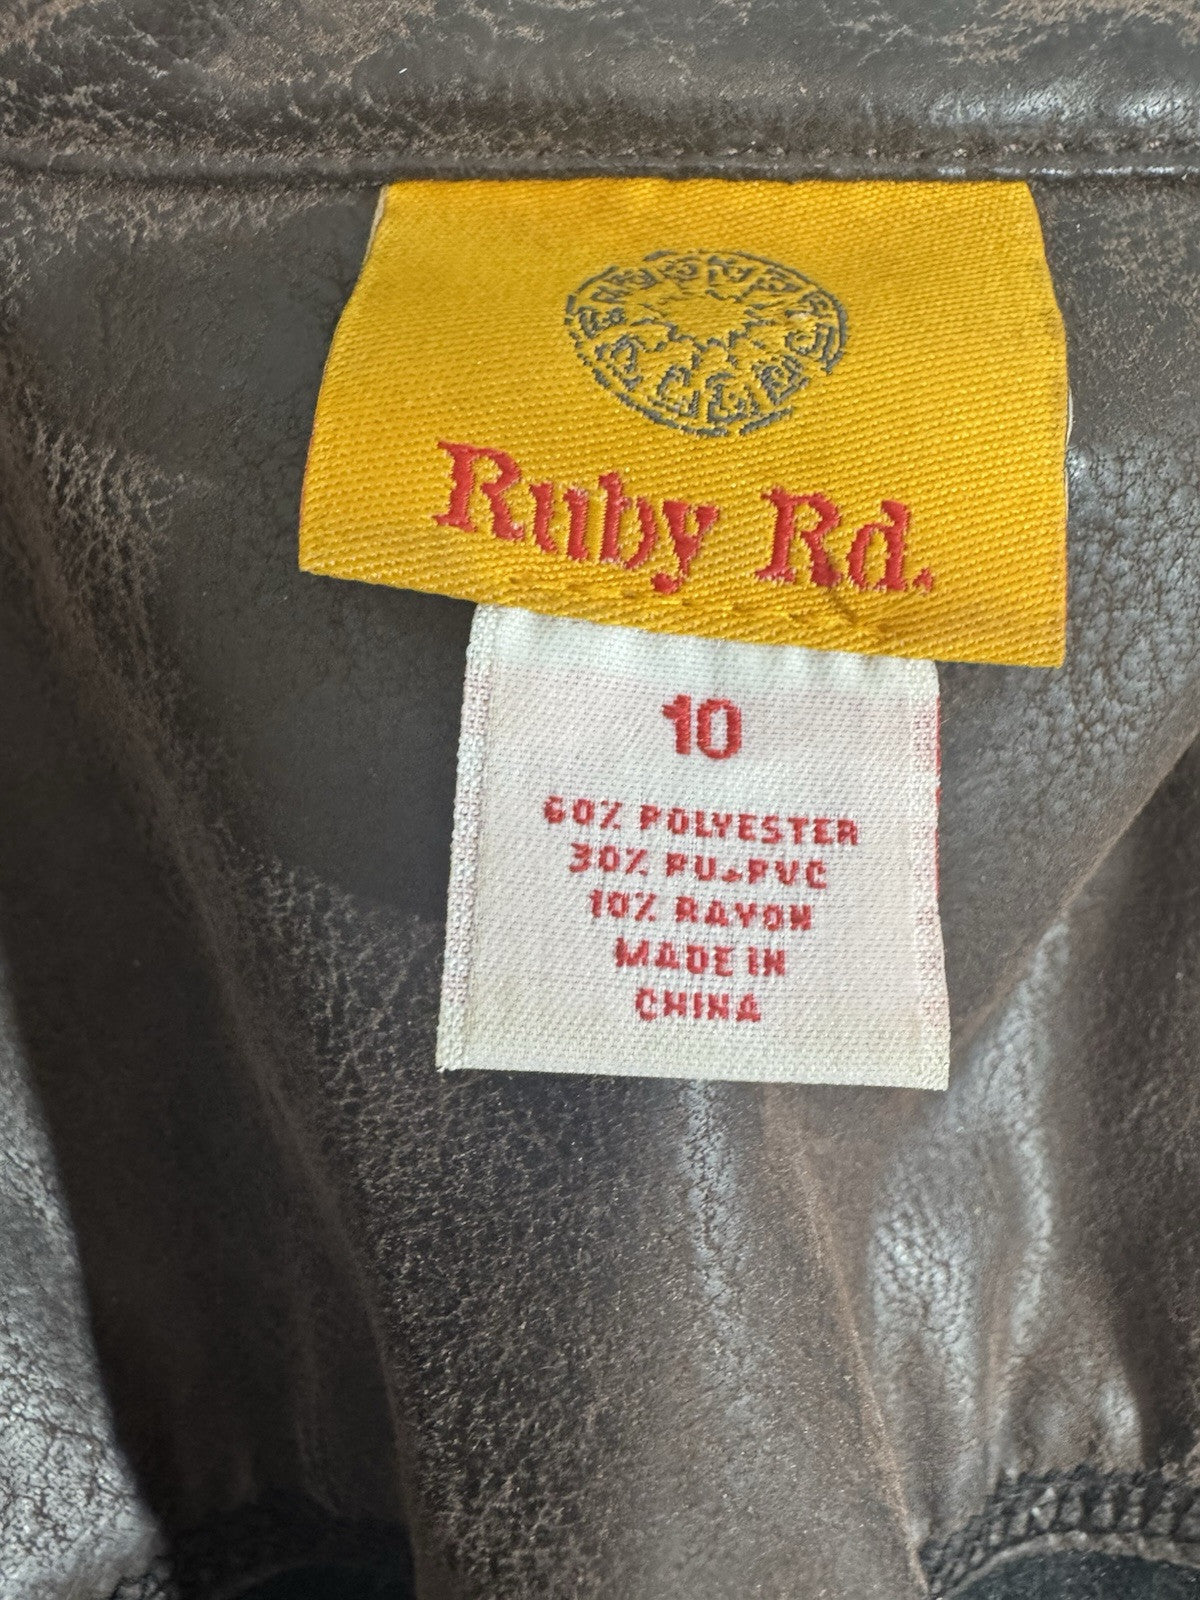 Ruby Rd.
10
60% POLYESTER
30% PU+PVC
10% RAYON
MADE IN
CHINA